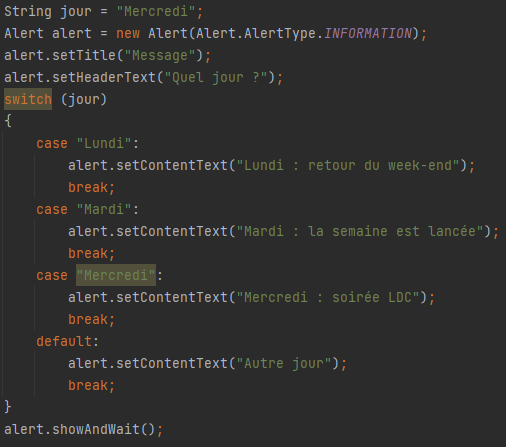 String jour = "Mercredi";
Alert alert = new Alert(Alert.AlertType.INFORMATION);
alert.setTitle("Message");
alert.setHeaderText("Quel jour ?");
switch (jour)
{
    case "Lundi":
        alert.setContentText("Lundi : retour du week-end");
        break;
    case "Mardi":
        alert.setContentText("Mardi : la semaine est lancée");
        break;
    case "Mercredi":
        alert.setContentText("Mercredi : soirée LDC");
        break;
    default:
        alert.setContentText("Autre jour");
        break;
}
alert.showAndWait();